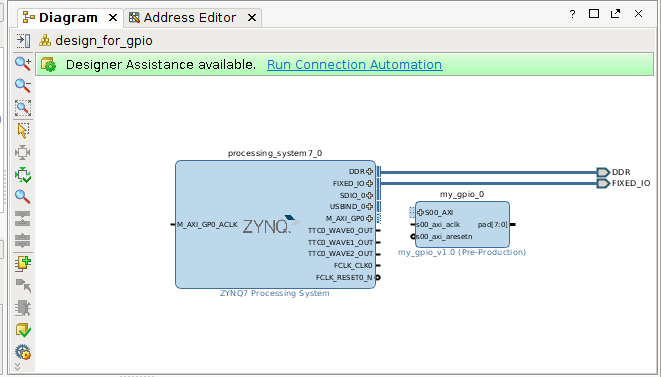 Diagram
Address Editor
design_for_gpio
Designer Assistance available. Run Connection Automation
processing_system7_0
DDR
FIXED_IO
SDIO_0
USBIND_0
M_AXI_GP0
TTC0_WAVE0_OUT
TTC0_WAVE1_OUT
TTC0_WAVE2_OUT
FCLK_CLK0
FCLK_RESET0_N
M_AXI_GP0_ACLK
ZYNQ
ZYNQ7 Processing System
DDR
FIXED_IO
my_gpio_0
S00_AXI
s00_axi_aclk
s00_axi_aresetn
pad[7:0]
my_gpio_v1.0 (Pre-Production)